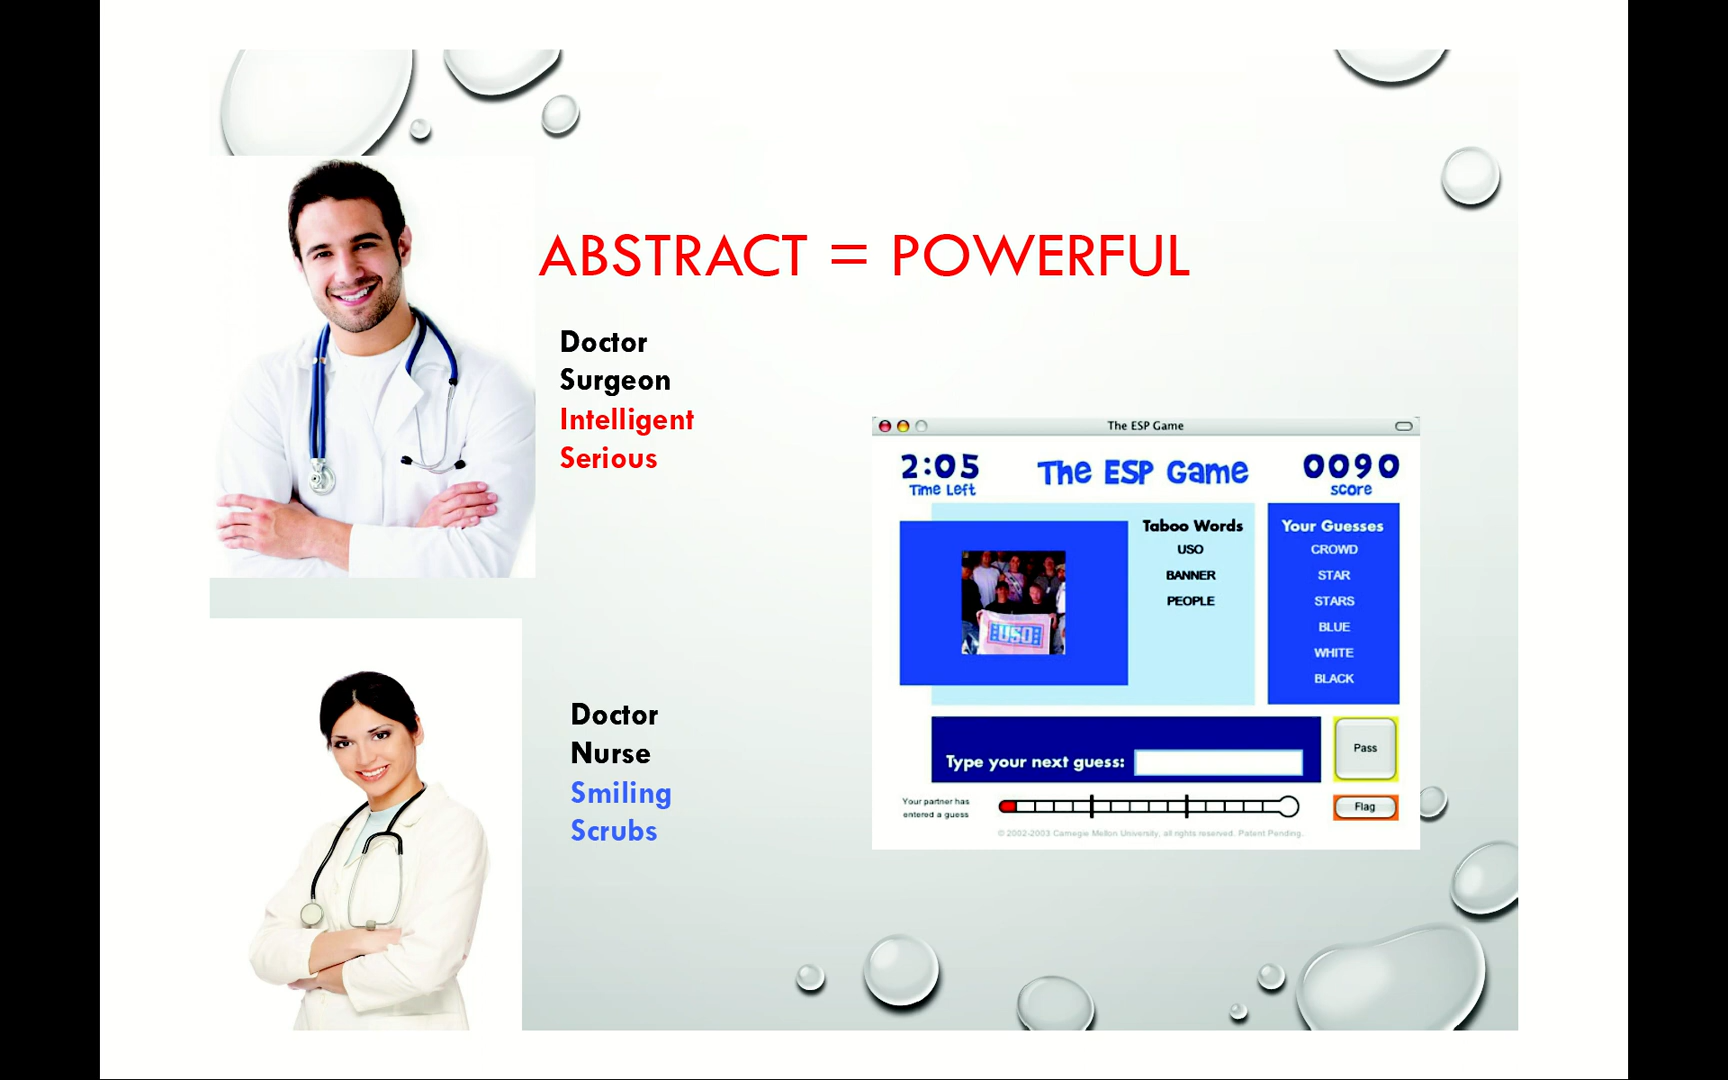 ABSTRACT = POWERFUL
Doctor
Surgeon
Intelligent
Serious
Doctor
Nurse
Smiling
Scrubs
The ESP Game
2:05
Time Left
The ESP Game
0090
score
Taboo Words
USO
BANNER
PEOPLE
Your Guesses
CROWD
STAR
STARS
BLUE
WHITE
BLACK
USO
Type your next guess:
Pass
Your partner has
entered a guess
Flag
© 2002-2003 Carnegie Mellon University, all rights reserved. Patent Pending.